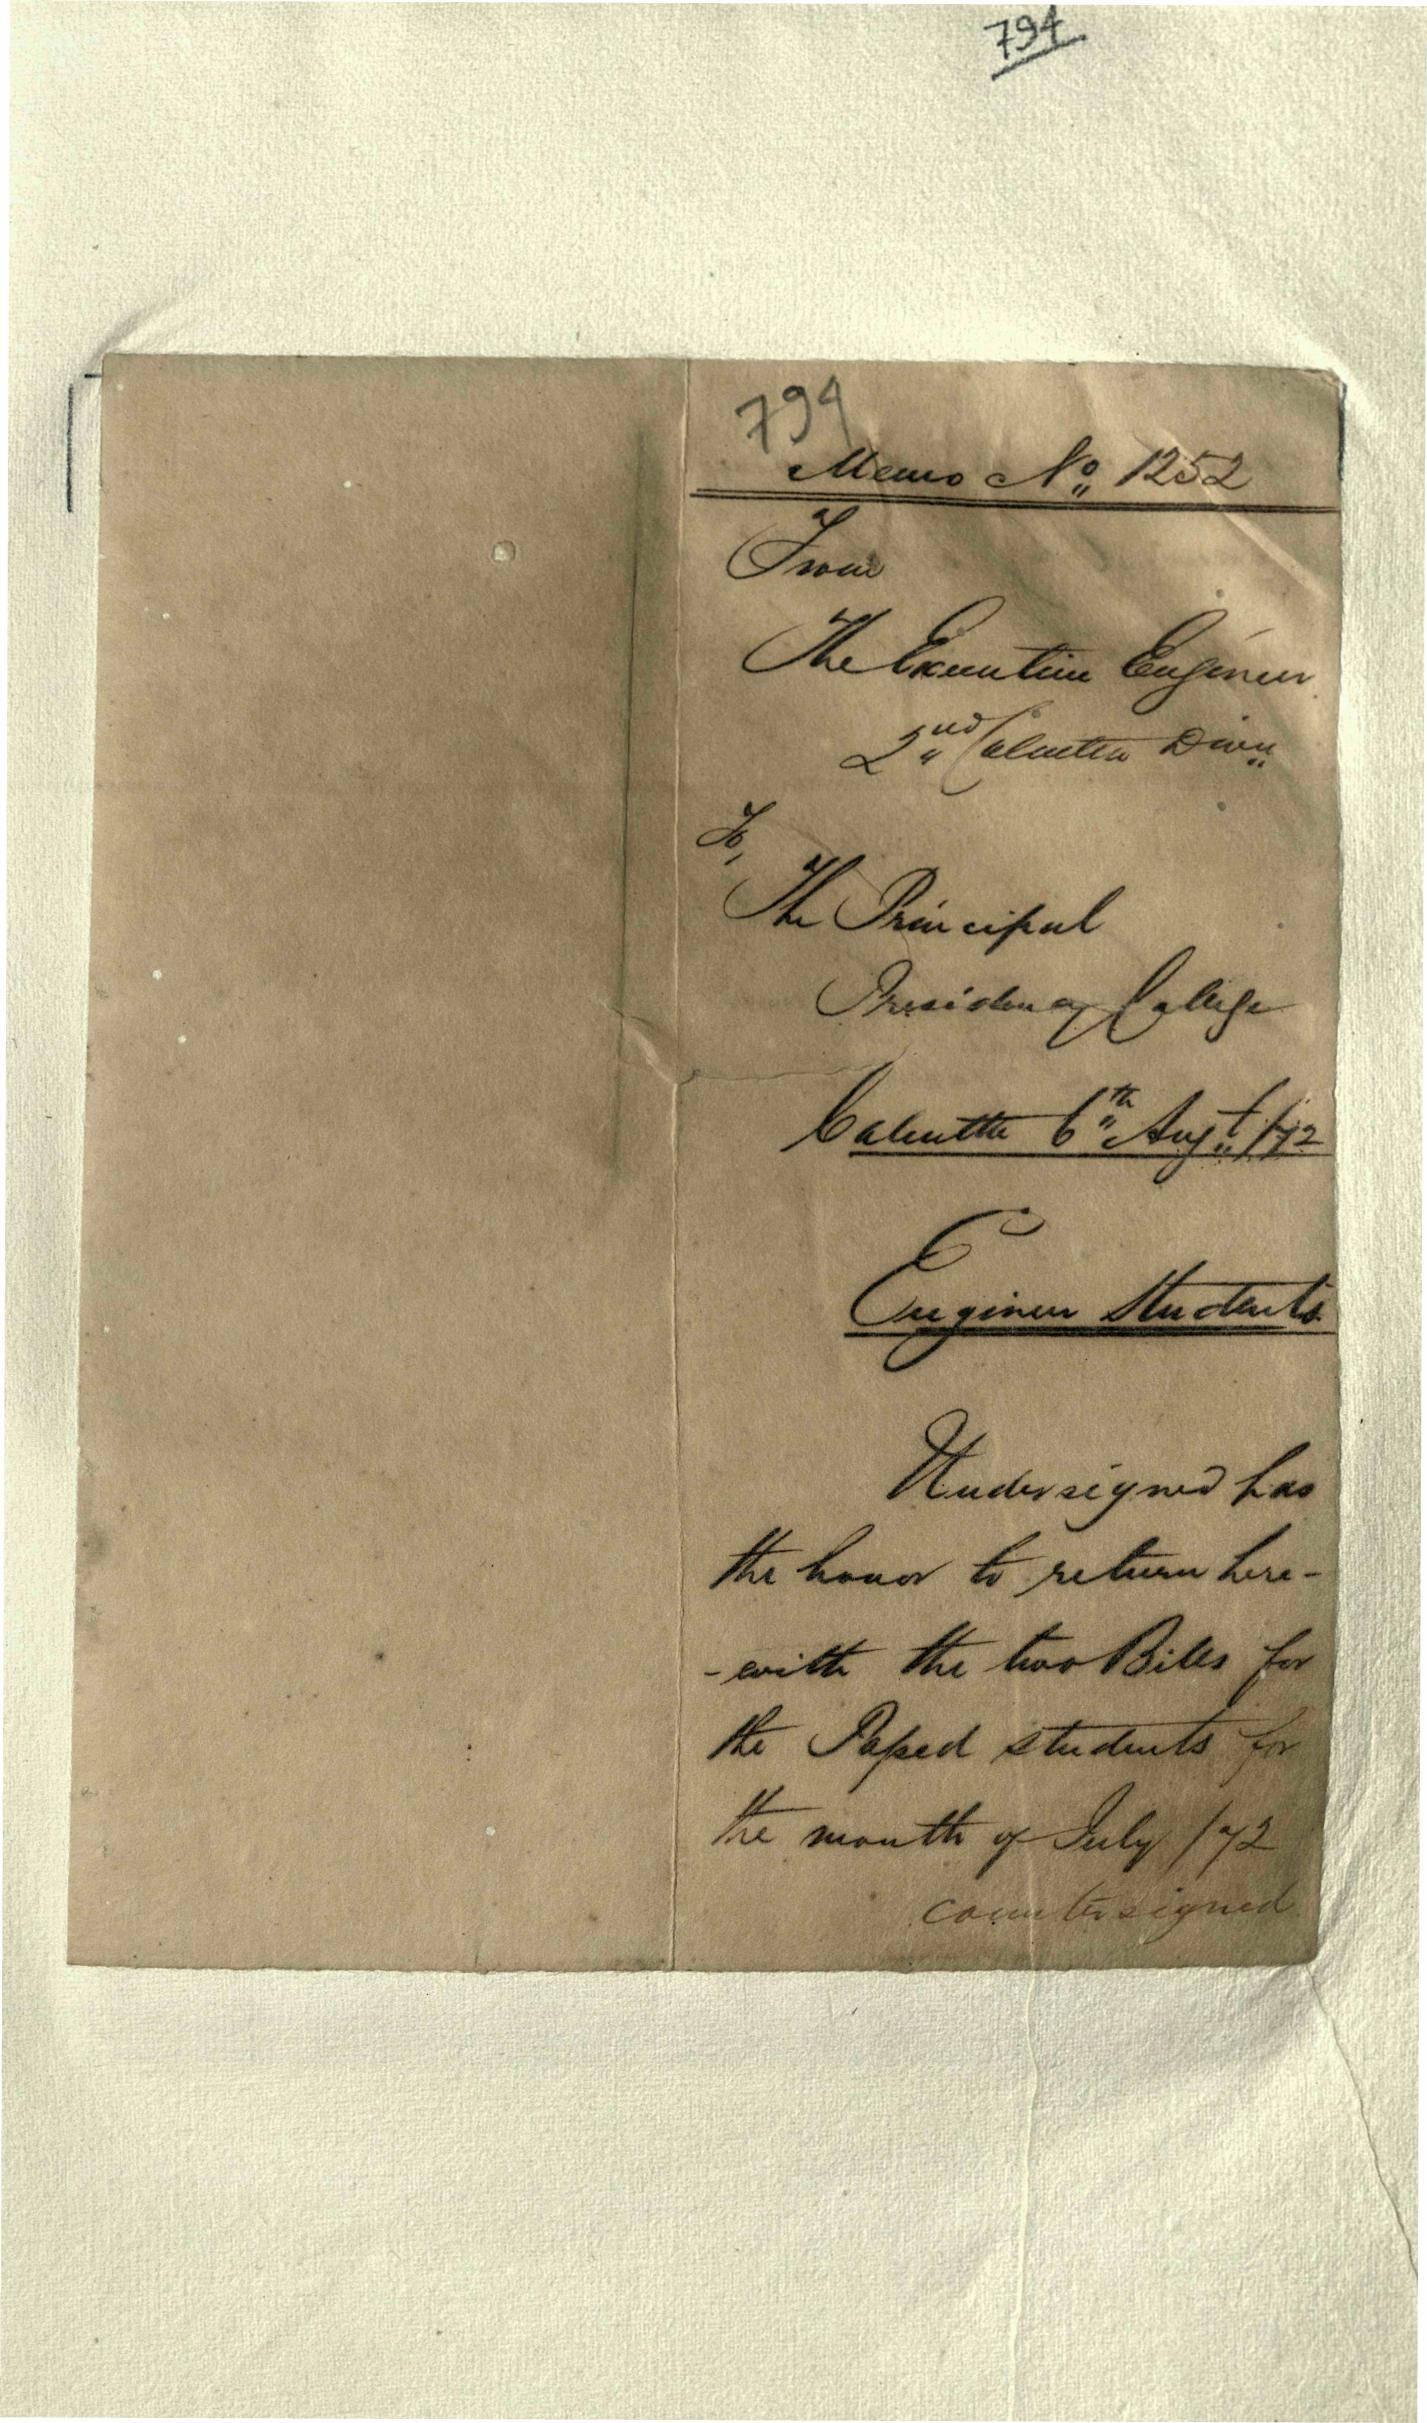 794
794
Memo No. 1252
From
The Executive Engineer
2nd Calcutta Divn
To,
The Principal
Presidency College
Calcutta 6th Augt /72
Engineer Students
Undersigned has
the honor to return here-
-with the two Bills for
the Passed students for
the month of July /72
countersigned